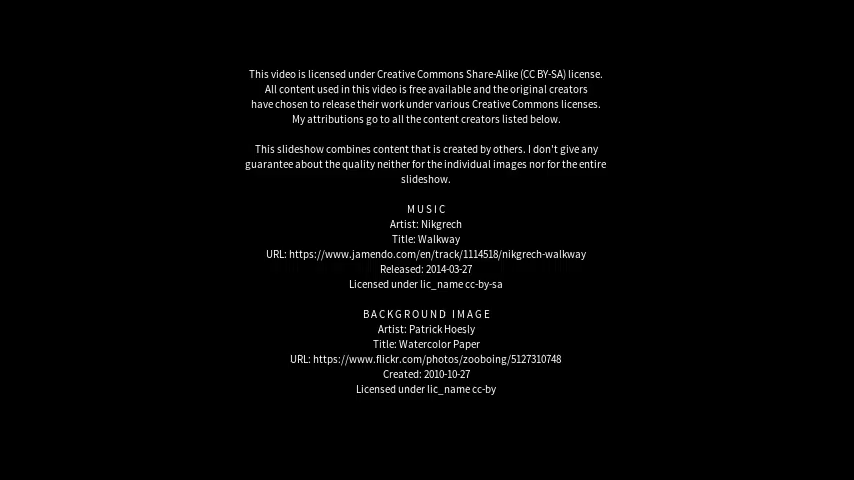 This video is licensed under Creative Commons Share-Alike (CC BY-SA) license.
All content used in this video is free available and the original creators
have chosen to release their work under various Creative Commons licenses.
My attributions go to all the content creators listed below.
This slideshow combines content that is created by others. I don't give any
guarantee about the quality neither for the individual images nor for the entire
slideshow.
MUSIC
Artist: Nikgrech
Title: Walkway
URL: https://www.jamendo.com/en/track/1114518/nikgrech-walkway
Released: 2014-03-27
Licensed under lic_name cc-by-sa
BACKGROUND IMAGE
Artist: Patrick Hoesly
Title: Watercolor Paper
URL: https://www.flickr.com/photos/zooboing/5127310748
Created: 2010-10-27
Licensed under lic_name cc-by